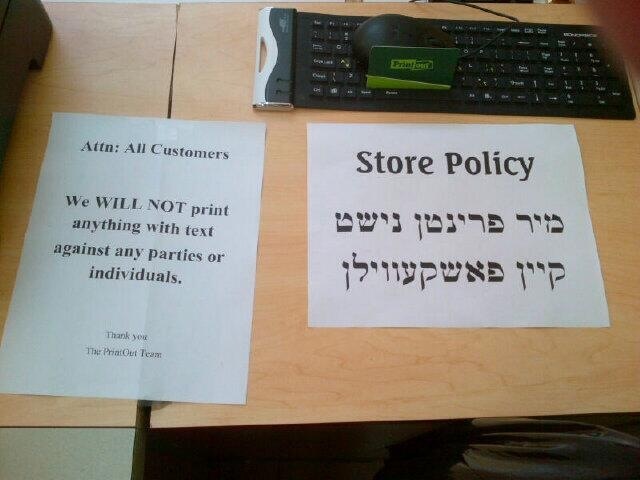 Attn: All Customers
We WILL NOT print
anything with text
against any parties or
individuals.
Thank you
The PrintOut Team
PrintOut
Store Policy
מיר פרינטן נישט
קיין פאשקעווילן